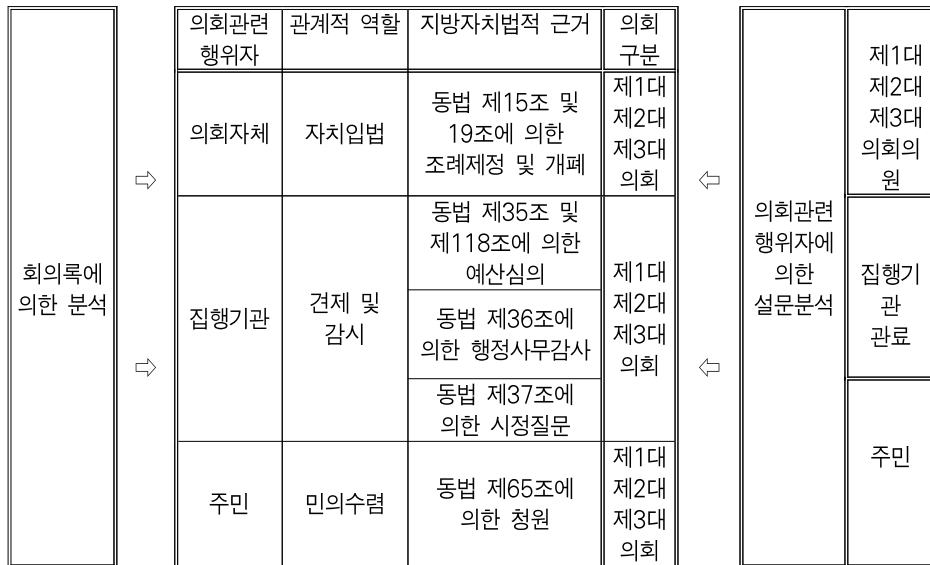 회의록에
의한 분석
⇨
⇨
의회관련
행위자
관계적 역할
지방자치법적 근거
의회
구분
의회자체
자치입법
동법 제15조 및
19조에 의한
조례제정 및 개폐
제1대
제2대
제3대
의회
집행기관
견제 및
감시
동법 제35조 및
제118조에 의한
예산심의
동법 제36조에
의한 행정사무감사
동법 제37조에
의한 시정질문
제1대
제2대
제3대
의회
주민
민의수렴
동법 제65조에
의한 청원
제1대
제2대
제3대
의회
⇦
⇦
의회관련
행위자에
의한
설문분석
제1대
제2대
제3대
의회의
원
집행기
관
관료
주민